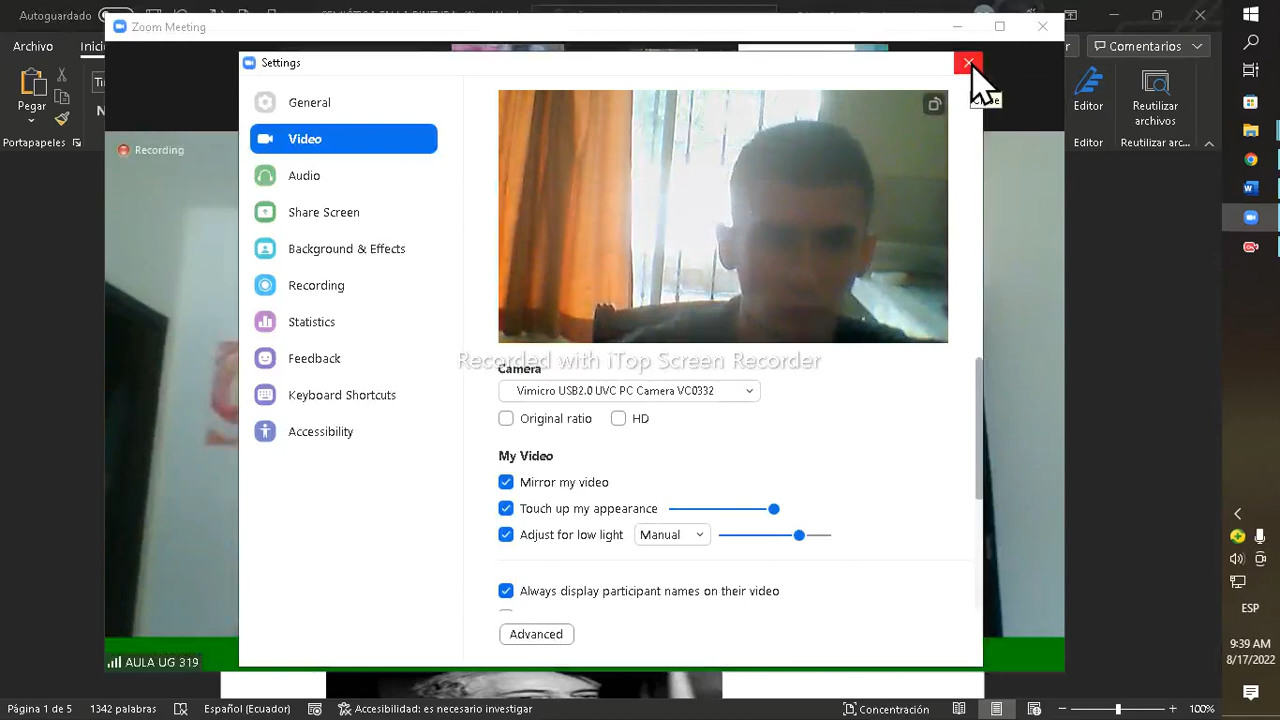 Autoguardado
Zoom Meeting
Archivo
In
Comentarios
Settings
Pegar
Portapapeles
Editor
Editor
Reutilizar
archivos
Reutilizar arc...
General
Video
Audio
Share Screen
Background & Effects
Recording
Statistics
Feedback
Keyboard Shortcuts
Accessibility
Recording
Recorded with iTop Screen Recorder
Camera
Vimicro USB2.0 UVC PC Camera VC0332
Original ratio
HD
My Video
Mirror my video
Touch up my appearance
Adjust for low light
Manual
Always display participant names on their video
Advanced
AULA UG 319
ESP
9:39 AM
8/17/2022
Página 1 de 5
1342 palabras
Español (Ecuador)
Accesibilidad: es necesario investigar
Concentración
100%